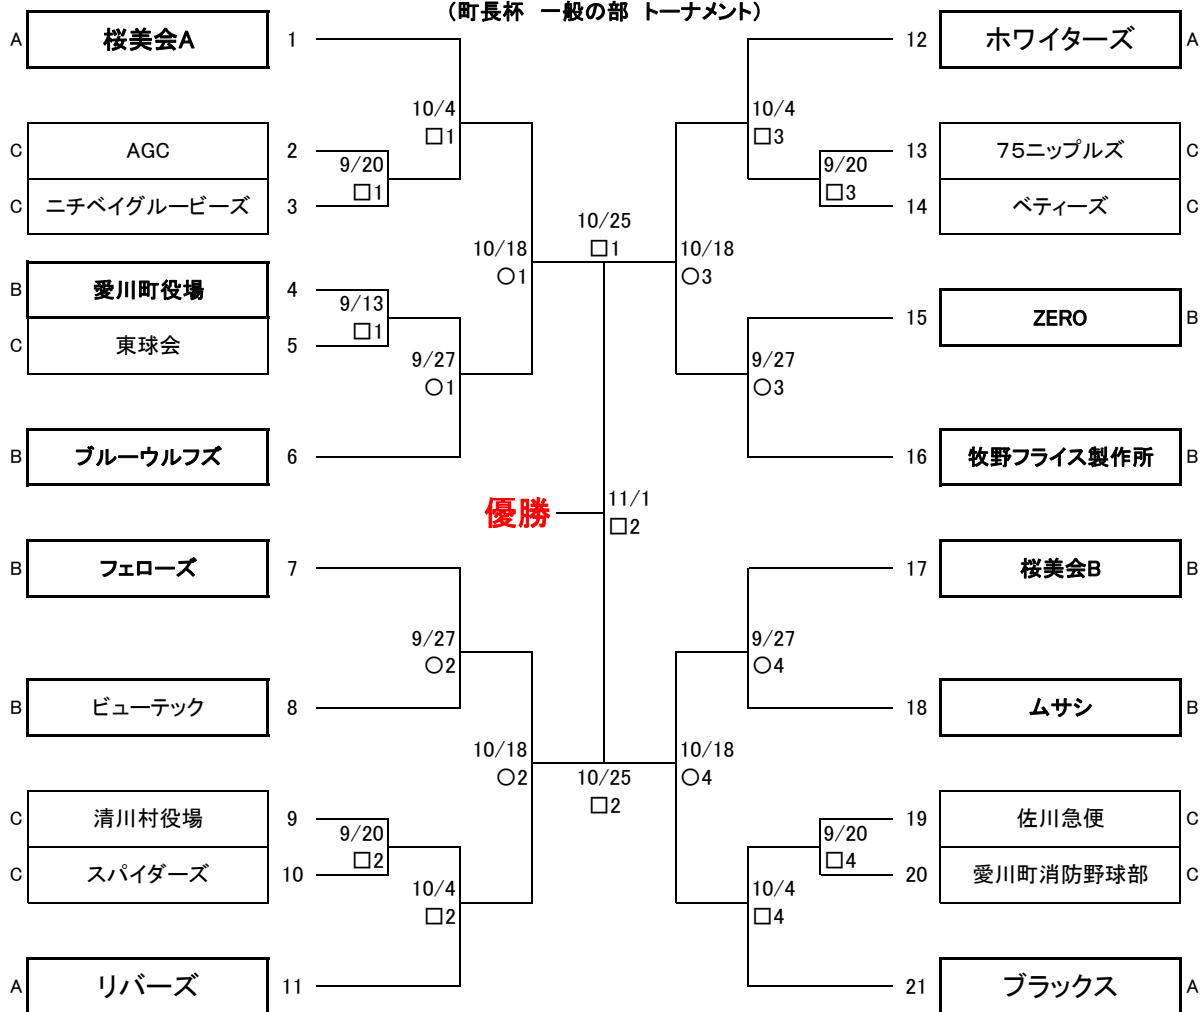 （町長杯　一般の部　トーナメント）
A 桜美会A 1
12 ホワイターズ A
10/4
□1
10/4
□3
C AGC 2
9/20
□1
C ニチベイグルービーズ 3
13 75ニップルズ C
9/20
□3
14 ベティーズ C
10/25
□1
10/18
○1
10/18
○3
B 愛川町役場 4
9/13
□1
C 東球会 5
15 ZERO B
9/27
○1
9/27
○3
B ブルーウルフズ 6
16 牧野フライス製作所 B
優勝
11/1
□2
B フェローズ 7
17 桜美会B B
9/27
○2
9/27
○4
B ビューテック 8
18 ムサシ B
10/18
○2
10/25
□2
10/18
○4
C 清川村役場 9
9/20
□2
C スパイダーズ 10
19 佐川急便 C
9/20
□4
20 愛川町消防野球部 C
10/4
□2
10/4
□4
A リバーズ 11
21 ブラックス A